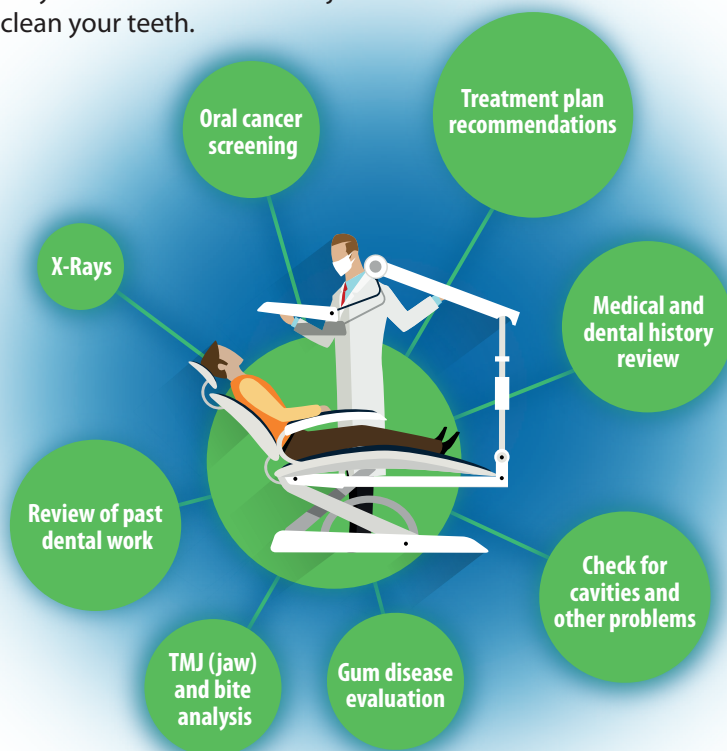 clean your teeth.
Oral cancer
screening
Treatment plan
recommendations
X-Rays
Medical and
dental history
review
Review of past
dental work
Check for
cavities and
other problems
TMJ (jaw)
and bite
analysis
Gum disease
evaluation